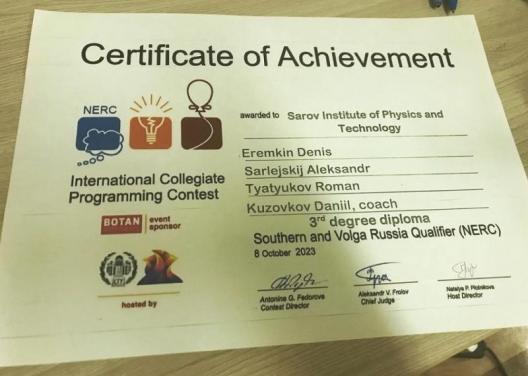 Certificate of Achievement
NERC
International Collegiate
Programming Contest
BOTAN event
sponsor
hosted by
awarded to Sarov Institute of Physics and
Technology
Eremkin Denis
Sarlejskij Aleksandr
Tyatyukov Roman
Kuzovkov Daniil, coach
3rd degree diploma
Southern and Volga Russia Qualifier (NERC)
8 October 2023
Antonina G. Fedorova
Contest Director
Aleksandr V. Frolov
Chief Judge
Natalya P. Plotnikova
Host Director